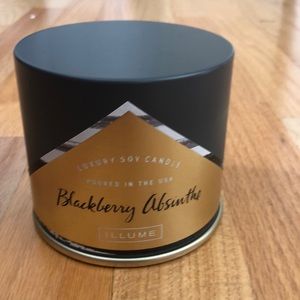 LUXURY SOY CANDLE
POURED IN THE USA
Blackberry Absinthe
ILLUME